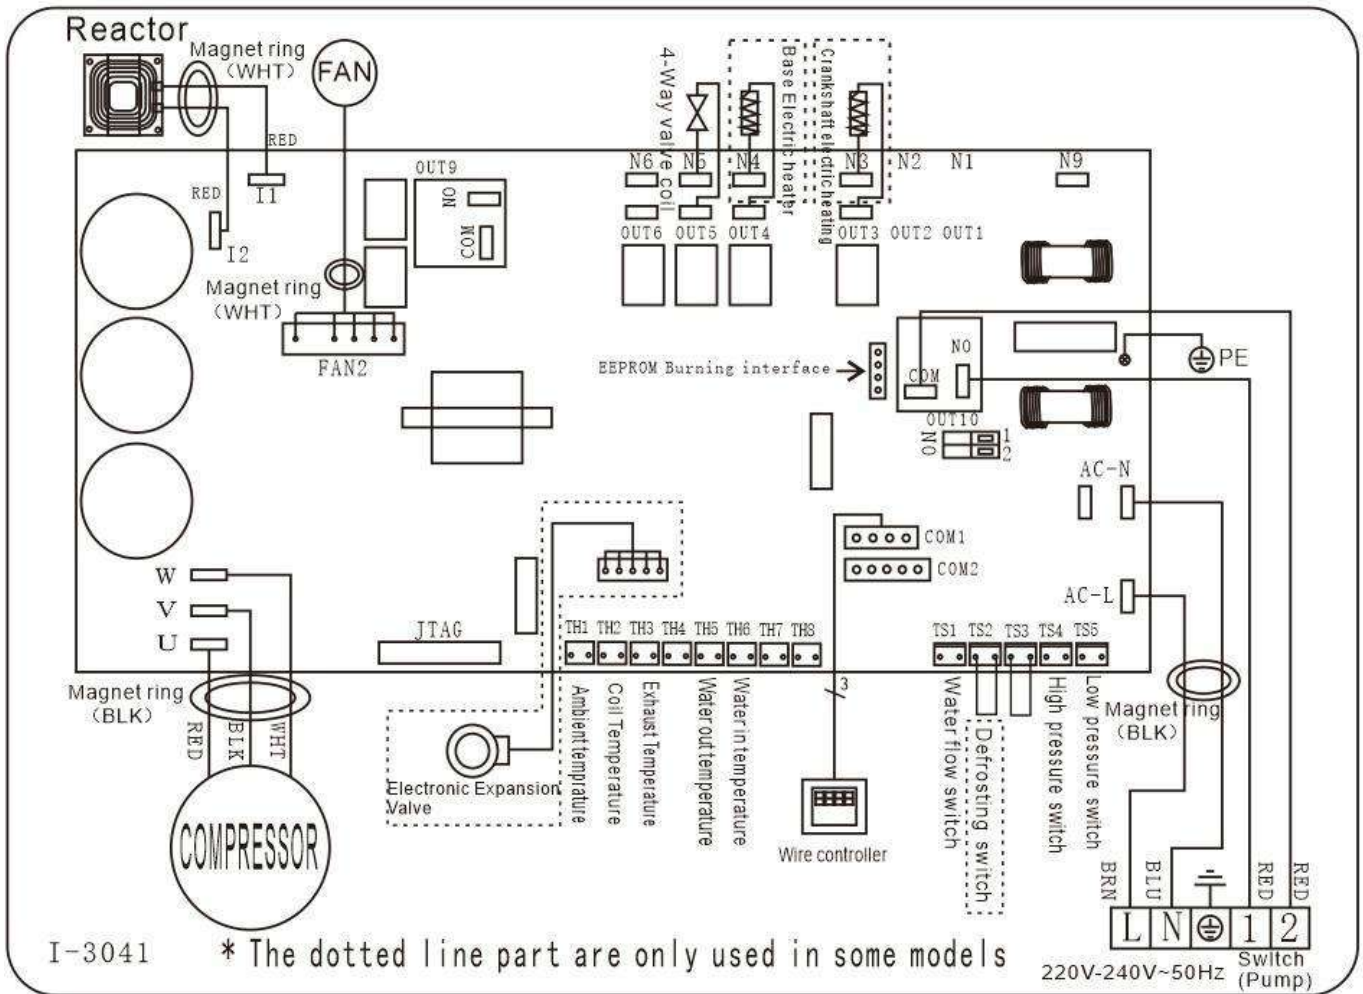 Reactor
Magnet ring
(WHT)
FAN
RED
I1
RED
I2
Magnet ring
(WHT)
FAN2
OUT9
NO
COM
4-Way valve coil
Base Electric heater
Crankshaft electric heating
N6
N5
N4
N3
N2
N1
N9
OUT6
OUT5
OUT4
OUT3
OUT2
OUT1
EEPROM Burning interface
NO
COM
OUT10
PE
ON
1
2
AC-N
COM1
COM2
AC-L
W
V
U
JTAG
TH1
TH2
TH3
TH4
TH5
TH6
TH7
TH8
TS1
TS2
TS3
TS4
TS5
Magnet ring
(BLK)
RED
BLK
WHT
COMPRESSOR
Electronic Expansion
Valve
Ambient temprature
Coil Temperature
Exhaust Temperature
Water out temperature
Water in temperature
3
Wire controller
Water flow switch
Defrosting switch
High pressure switch
Low pressure switch
Magnet ring
(BLK)
BRN
BLU
RED
RED
L
N
1
2
220V-240V~50Hz
Switch
(Pump)
I-3041
* The dotted line part are only used in some models